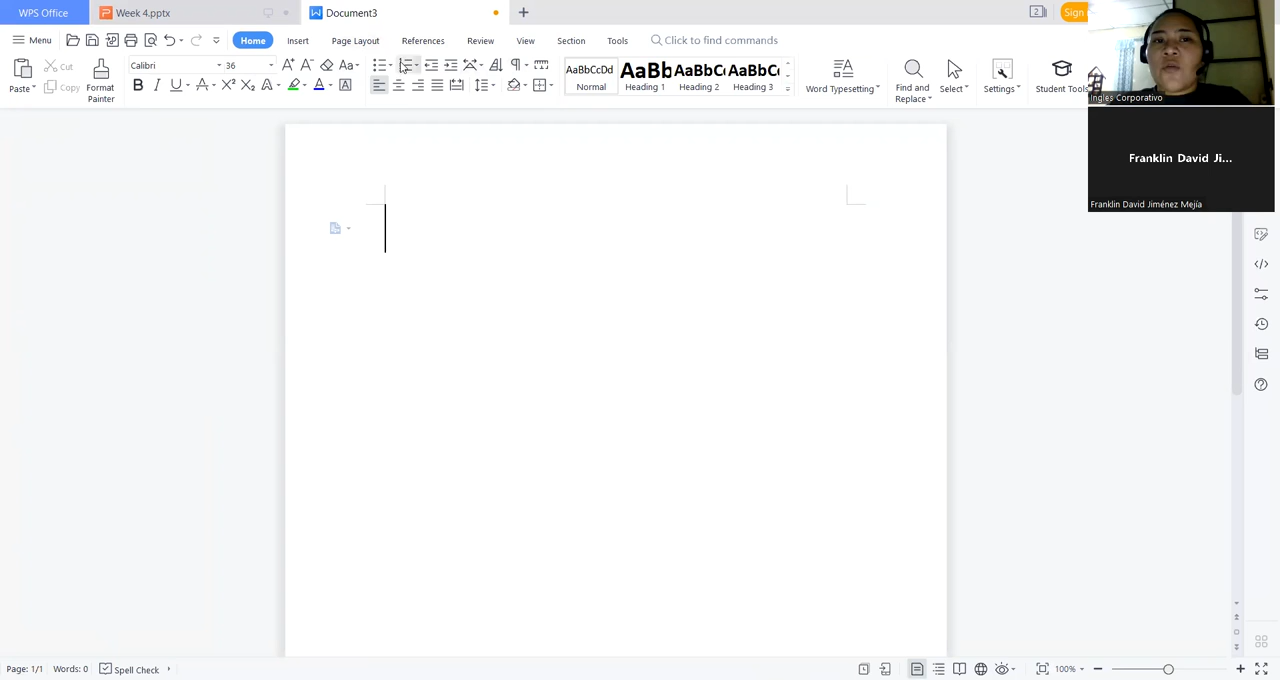 WPS Office
Week 4.pptx
Document3
2
Sign
Menu
Home
Insert
Page Layout
References
Review
View
Section
Tools
Click to find commands
Paste
Cut
Copy
Format
Painter
Calibri
36
AaBbCcDd
Normal
AaBb
Heading 1
AaBbC
Heading 2
AaBbC
Heading 3
Word Typesetting
Find and
Replace
Select
Settings
Student Tools
Ingles Corporativo
Franklin David Ji...
Franklin David Jiménez Mejía
Page: 1/1
Words: 0
Spell Check
100%